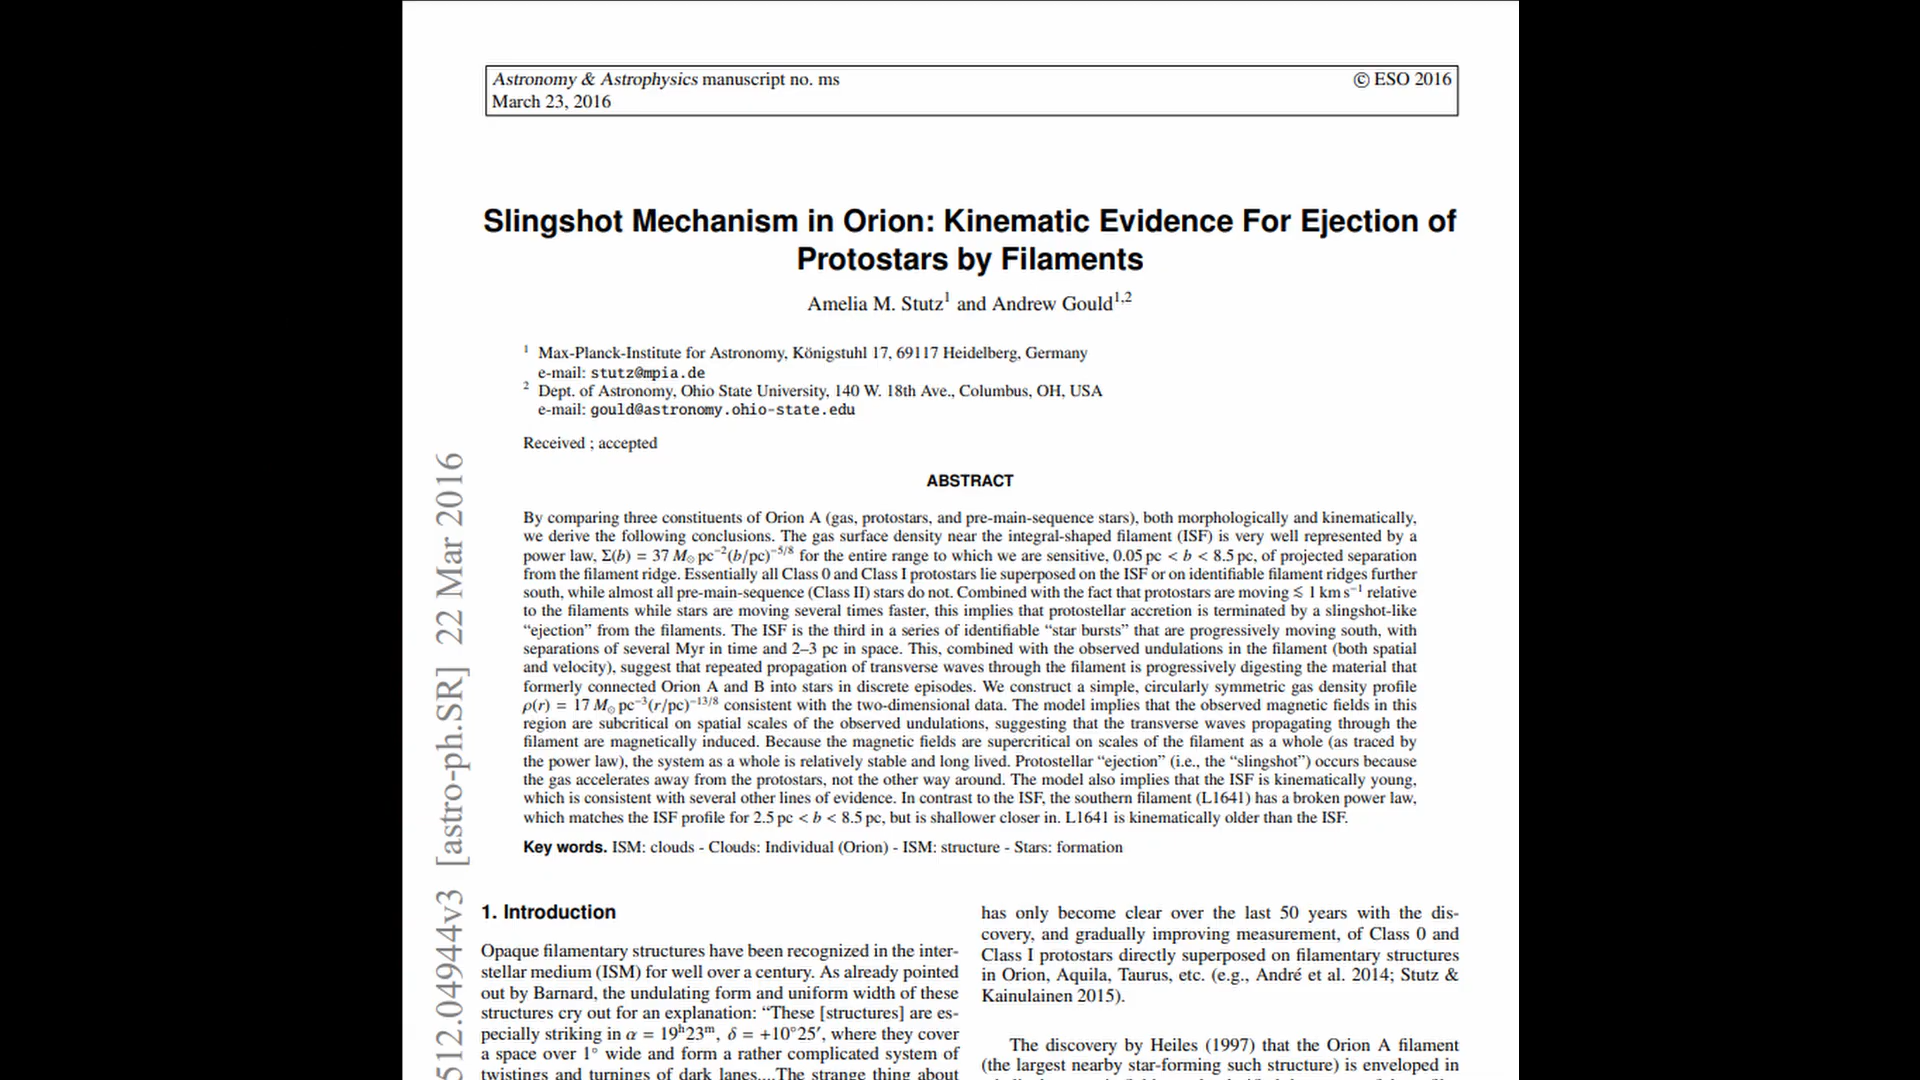 Astronomy & Astrophysics manuscript no. ms
© ESO 2016
March 23, 2016
Slingshot Mechanism in Orion: Kinematic Evidence For Ejection of
Protostars by Filaments
Amelia M. Stutz¹ and Andrew Gould¹,²
¹ Max-Planck-Institute for Astronomy, Königstuhl 17, 69117 Heidelberg, Germany
e-mail: stutz@mpia.de
² Dept. of Astronomy, Ohio State University, 140 W. 18th Ave., Columbus, OH, USA
e-mail: gould@astronomy.ohio-state.edu
Received ; accepted
ABSTRACT
By comparing three constituents of Orion A (gas, protostars, and pre-main-sequence stars), both morphologically and kinematically,
we derive the following conclusions. The gas surface density near the integral-shaped filament (ISF) is very well represented by a
power law, Σ(b) = 37 M⊙ pc⁻²(b/pc)^−5/8 for the entire range to which we are sensitive, 0.05 pc < b < 8.5 pc, of projected separation
from the filament ridge. Essentially all Class 0 and Class I protostars lie superposed on the ISF or on identifiable filament ridges further
south, while almost all pre-main-sequence (Class II) stars do not. Combined with the fact that protostars are moving ≲ 1 km s⁻¹ relative
to the filaments while stars are moving several times faster, this implies that protostellar accretion is terminated by a slingshot-like
“ejection” from the filaments. The ISF is the third in a series of identifiable “star bursts” that are progressively moving south, with
separations of several Myr in time and 2–3 pc in space. This, combined with the observed undulations in the filament (both spatial
and velocity), suggest that repeated propagation of transverse waves through the filament is progressively digesting the material that
formerly connected Orion A and B into stars in discrete episodes. We construct a simple, circularly symmetric gas density profile
ρ(r) = 17 M⊙ pc⁻³(r/pc)^−13/8 consistent with the two-dimensional data. The model implies that the observed magnetic fields in this
region are subcritical on spatial scales of the observed undulations, suggesting that the transverse waves propagating through the
filament are magnetically induced. Because the magnetic fields are supercritical on scales of the filament as a whole (as traced by
the power law), the system as a whole is relatively stable and long lived. Protostellar “ejection” (i.e., the “slingshot”) occurs because
the gas accelerates away from the protostars, not the other way around. The model also implies that the ISF is kinematically young,
which is consistent with several other lines of evidence. In contrast to the ISF, the southern filament (L1641) has a broken power law,
which matches the ISF profile for 2.5 pc < b < 8.5 pc, but is shallower closer in. L1641 is kinematically older than the ISF.
Key words. ISM: clouds - Clouds: Individual (Orion) - ISM: structure - Stars: formation
1. Introduction
Opaque filamentary structures have been recognized in the inter-
stellar medium (ISM) for well over a century. As already pointed
out by Barnard, the undulating form and uniform width of these
structures cry out for an explanation: “These [structures] are es-
pecially striking in α = 19ʰ23ᵐ, δ = +10°25′, where they cover
a space over 1° wide and form a rather complicated system of
twistings and turnings of dark lanes....The strange thing about
has only become clear over the last 50 years with the dis-
covery, and gradually improving measurement, of Class 0 and
Class I protostars directly superposed on filamentary structures
in Orion, Aquila, Taurus, etc. (e.g., André et al. 2014; Stutz &
Kainulainen 2015).
The discovery by Heiles (1997) that the Orion A filament
(the largest nearby star-forming such structure) is enveloped in
512.04944v3 [astro-ph.SR] 22 Mar 2016